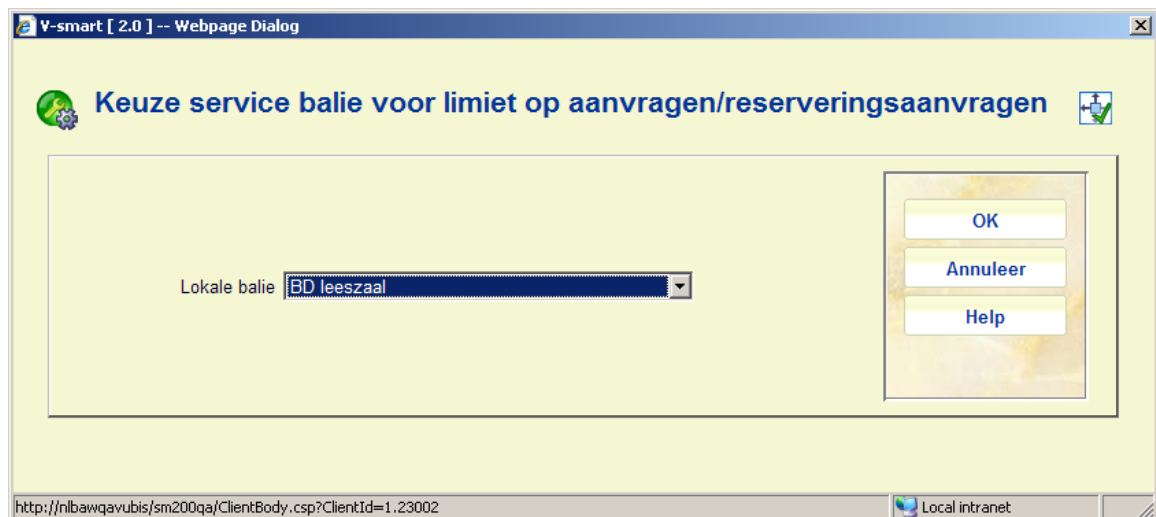 V-smart [ 2.0 ] -- Webpage Dialog
Keuze service balie voor limiet op aanvragen/reserveringsaanvragen
Lokale balie BD leeszaal
OK
Annuleer
Help
http://nlbawqavubis/sm200qa/ClientBody.csp?ClientId=1.23002 Local intranet